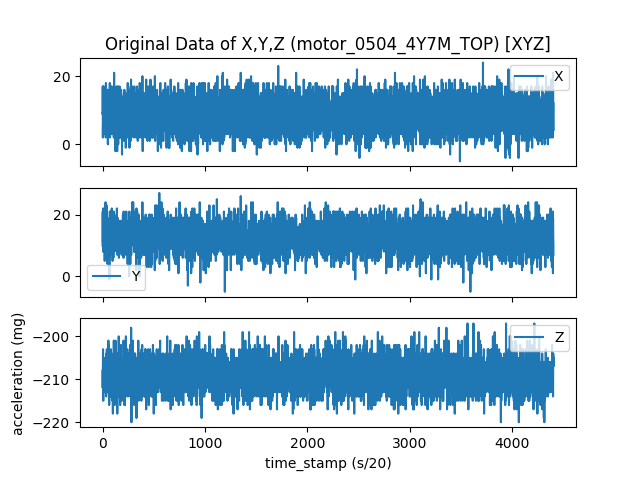 Original Data of X,Y,Z (motor_0504_4Y7M_TOP) [XYZ]
20
0
X
20
0
Y
acceleration (mg)
−200
−210
−220
Z
0 1000 2000 3000 4000
time_stamp (s/20)